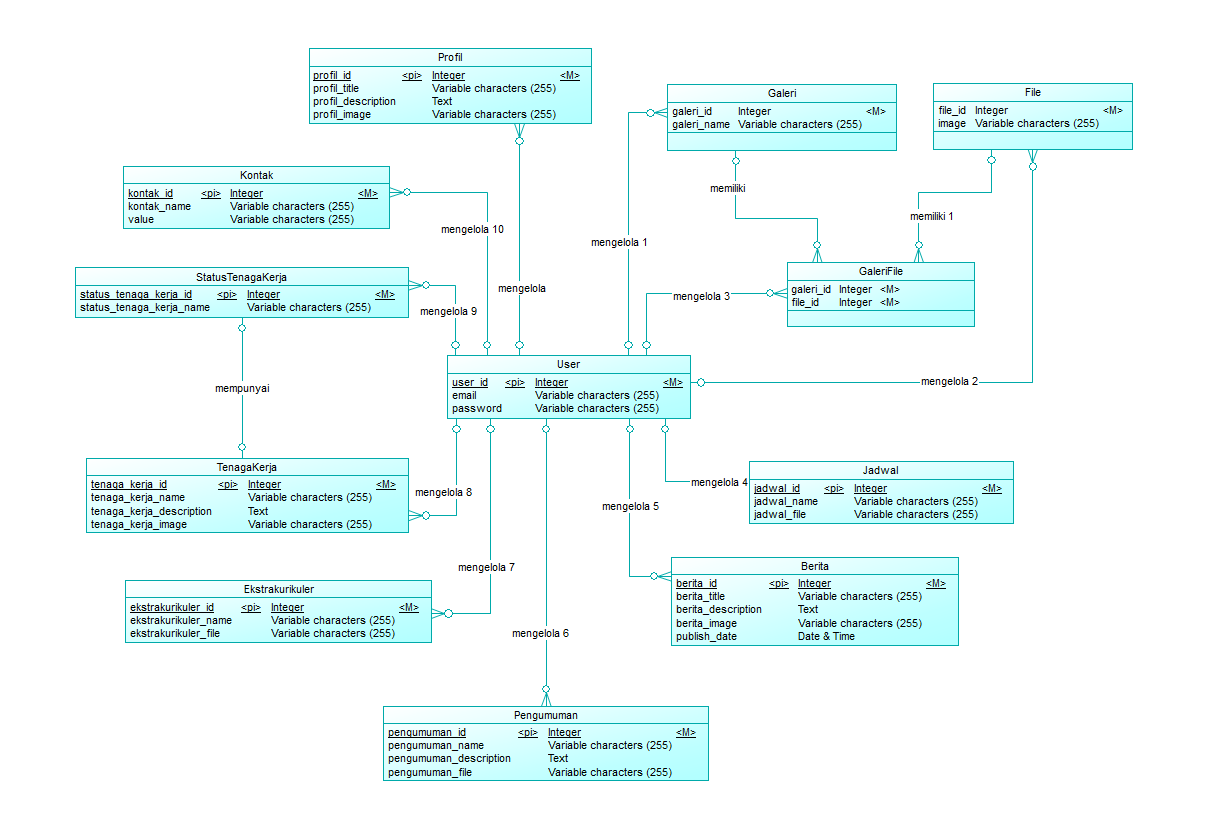 Profil
profil_id <pi> Integer <M>
profil_title Variable characters (255)
profil_description Text
profil_image Variable characters (255)
Galeri
galeri_id Integer <M>
galeri_name Variable characters (255)
File
file_id Integer <M>
image Variable characters (255)
Kontak
kontak_id <pi> Integer <M>
kontak_name Variable characters (255)
value Variable characters (255)
memiliki
memiliki 1
mengelola 10
mengelola 1
StatusTenagaKerja
status_tenaga_kerja_id <pi> Integer <M>
status_tenaga_kerja_name Variable characters (255)
GaleriFile
galeri_id Integer <M>
file_id Integer <M>
mengelola
mengelola 3
mengelola 9
User
user_id <pi> Integer <M>
email Variable characters (255)
password Variable characters (255)
mengelola 2
mempunyai
TenagaKerja
tenaga_kerja_id <pi> Integer <M>
tenaga_kerja_name Variable characters (255)
tenaga_kerja_description Text
tenaga_kerja_image Variable characters (255)
mengelola 8
mengelola 4
mengelola 5
Jadwal
jadwal_id <pi> Integer <M>
jadwal_name Variable characters (255)
jadwal_file Variable characters (255)
mengelola 7
Berita
berita_id <pi> Integer <M>
berita_title Variable characters (255)
berita_description Text
berita_image Variable characters (255)
publish_date Date & Time
Ekstrakurikuler
ekstrakurikuler_id <pi> Integer <M>
ekstrakurikuler_name Variable characters (255)
ekstrakurikuler_file Variable characters (255)
mengelola 6
Pengumuman
pengumuman_id <pi> Integer <M>
pengumuman_name Variable characters (255)
pengumuman_description Text
pengumuman_file Variable characters (255)